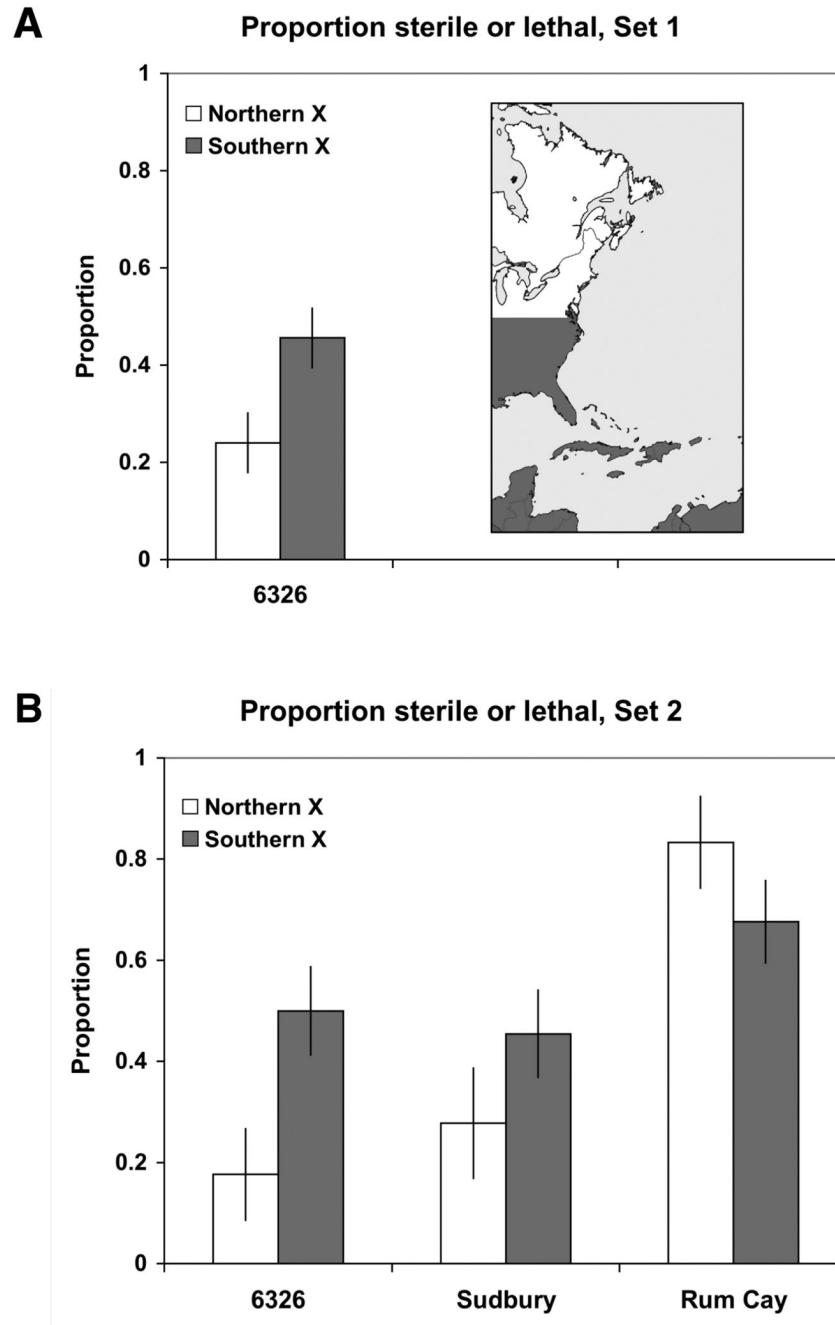 A
Proportion sterile or lethal, Set 1
1
Northern X
Southern X
0.8
0.6
Proportion
0.4
0.2
0
6326
B
Proportion sterile or lethal, Set 2
1
Northern X
Southern X
0.8
0.6
Proportion
0.4
0.2
0
6326 Sudbury Rum Cay